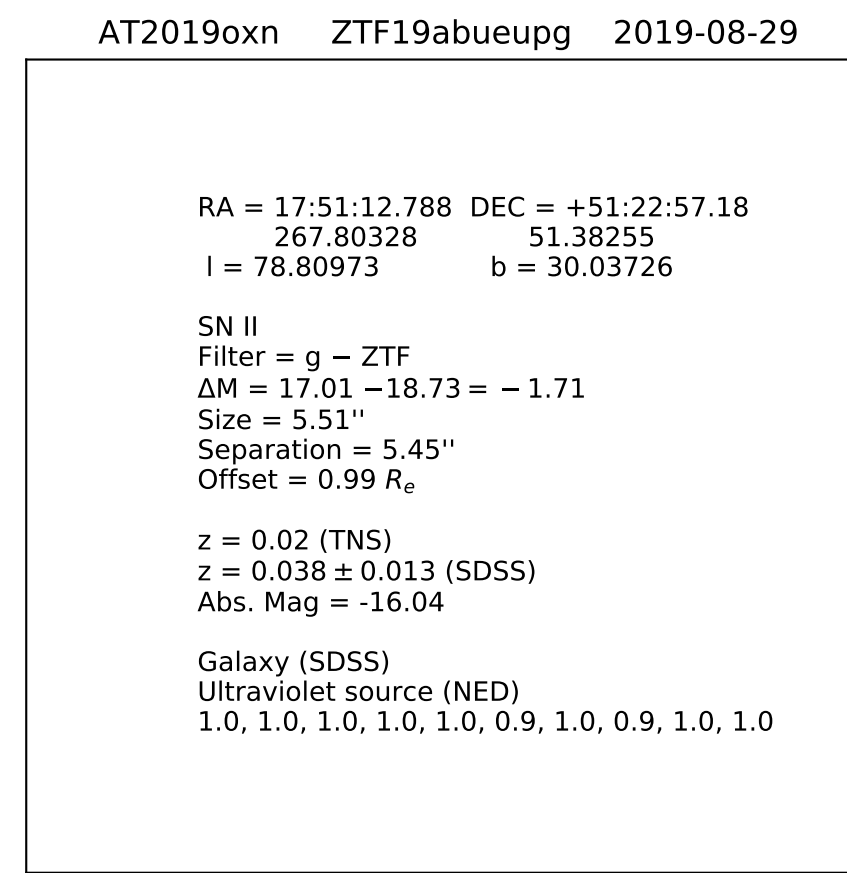 AT2019oxn ZTF19abueupg 2019-08-29
RA = 17:51:12.788 DEC = +51:22:57.18
267.80328 51.38255
l = 78.80973 b = 30.03726
SN II
Filter = g − ZTF
ΔM = 17.01 −18.73 = − 1.71
Size = 5.51''
Separation = 5.45''
Offset = 0.99 Rₑ
z = 0.02 (TNS)
z = 0.038 ± 0.013 (SDSS)
Abs. Mag = -16.04
Galaxy (SDSS)
Ultraviolet source (NED)
1.0, 1.0, 1.0, 1.0, 1.0, 0.9, 1.0, 0.9, 1.0, 1.0